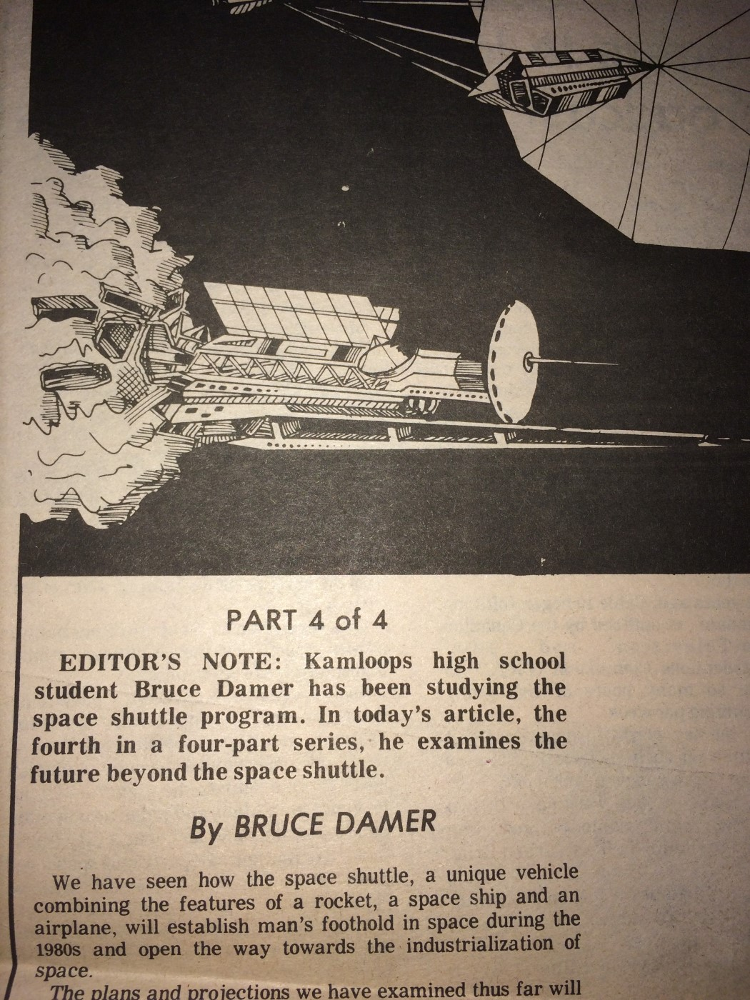 PART 4 of 4
EDITOR'S NOTE: Kamloops high school
student Bruce Damer has been studying the
space shuttle program. In today's article, the
fourth in a four-part series, he examines the
future beyond the space shuttle.
By BRUCE DAMER
We have seen how the space shuttle, a unique vehicle
combining the features of a rocket, a space ship and an
airplane, will establish man's foothold in space during the
1980s and open the way towards the industrialization of
space.
The plans and projections we have examined thus far will